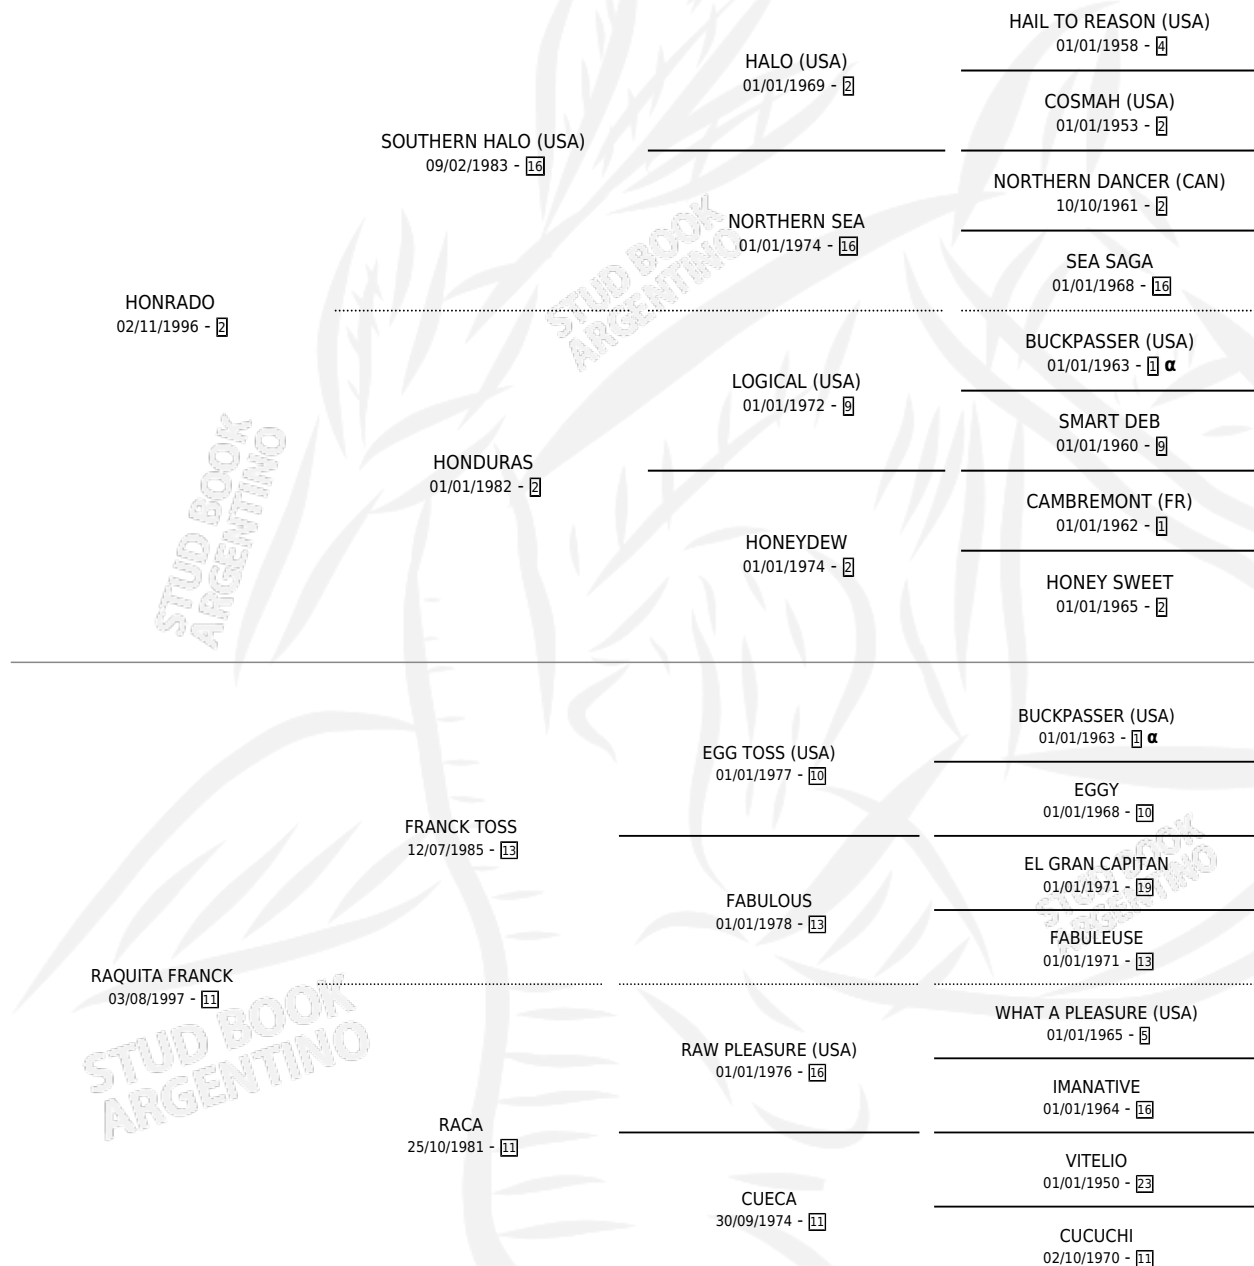 HAIL TO REASON (USA)
01/01/1958 - 4
HALO (USA)
01/01/1969 - 2
COSMAH (USA)
01/01/1953 - 2
SOUTHERN HALO (USA)
09/02/1983 - 16
NORTHERN DANCER (CAN)
10/10/1961 - 2
NORTHERN SEA
01/01/1974 - 16
SEA SAGA
01/01/1968 - 16
STUD BOOK
ARGENTINO
HONRADO
02/11/1996 - 2
BUCKPASSER (USA)
01/01/1963 - 1 α
LOGICAL (USA)
01/01/1972 - 9
SMART DEB
01/01/1960 - 9
HONDURAS
01/01/1982 - 2
CAMBREMONT (FR)
01/01/1962 - 1
HONEYDEW
01/01/1974 - 2
HONEY SWEET
01/01/1965 - 2
STUD BOOK
ARGENTINO
BUCKPASSER (USA)
01/01/1963 - 1 α
EGG TOSS (USA)
01/01/1977 - 10
EGGY
01/01/1968 - 10
FRANCK TOSS
12/07/1985 - 13
EL GRAN CAPITAN
01/01/1971 - 19
FABULOUS
01/01/1978 - 13
FABULEUSE
01/01/1971 - 13
STUD BOOK
ARGENTINO
RAQUITA FRANCK
03/08/1997 - 11
WHAT A PLEASURE (USA)
01/01/1965 - 5
RAW PLEASURE (USA)
01/01/1976 - 16
IMANATIVE
01/01/1964 - 16
STUD BOOK
ARGENTINO
RACA
25/10/1981 - 11
VITELIO
01/01/1950 - 23
CUECA
30/09/1974 - 11
CUCUCHI
02/10/1970 - 11